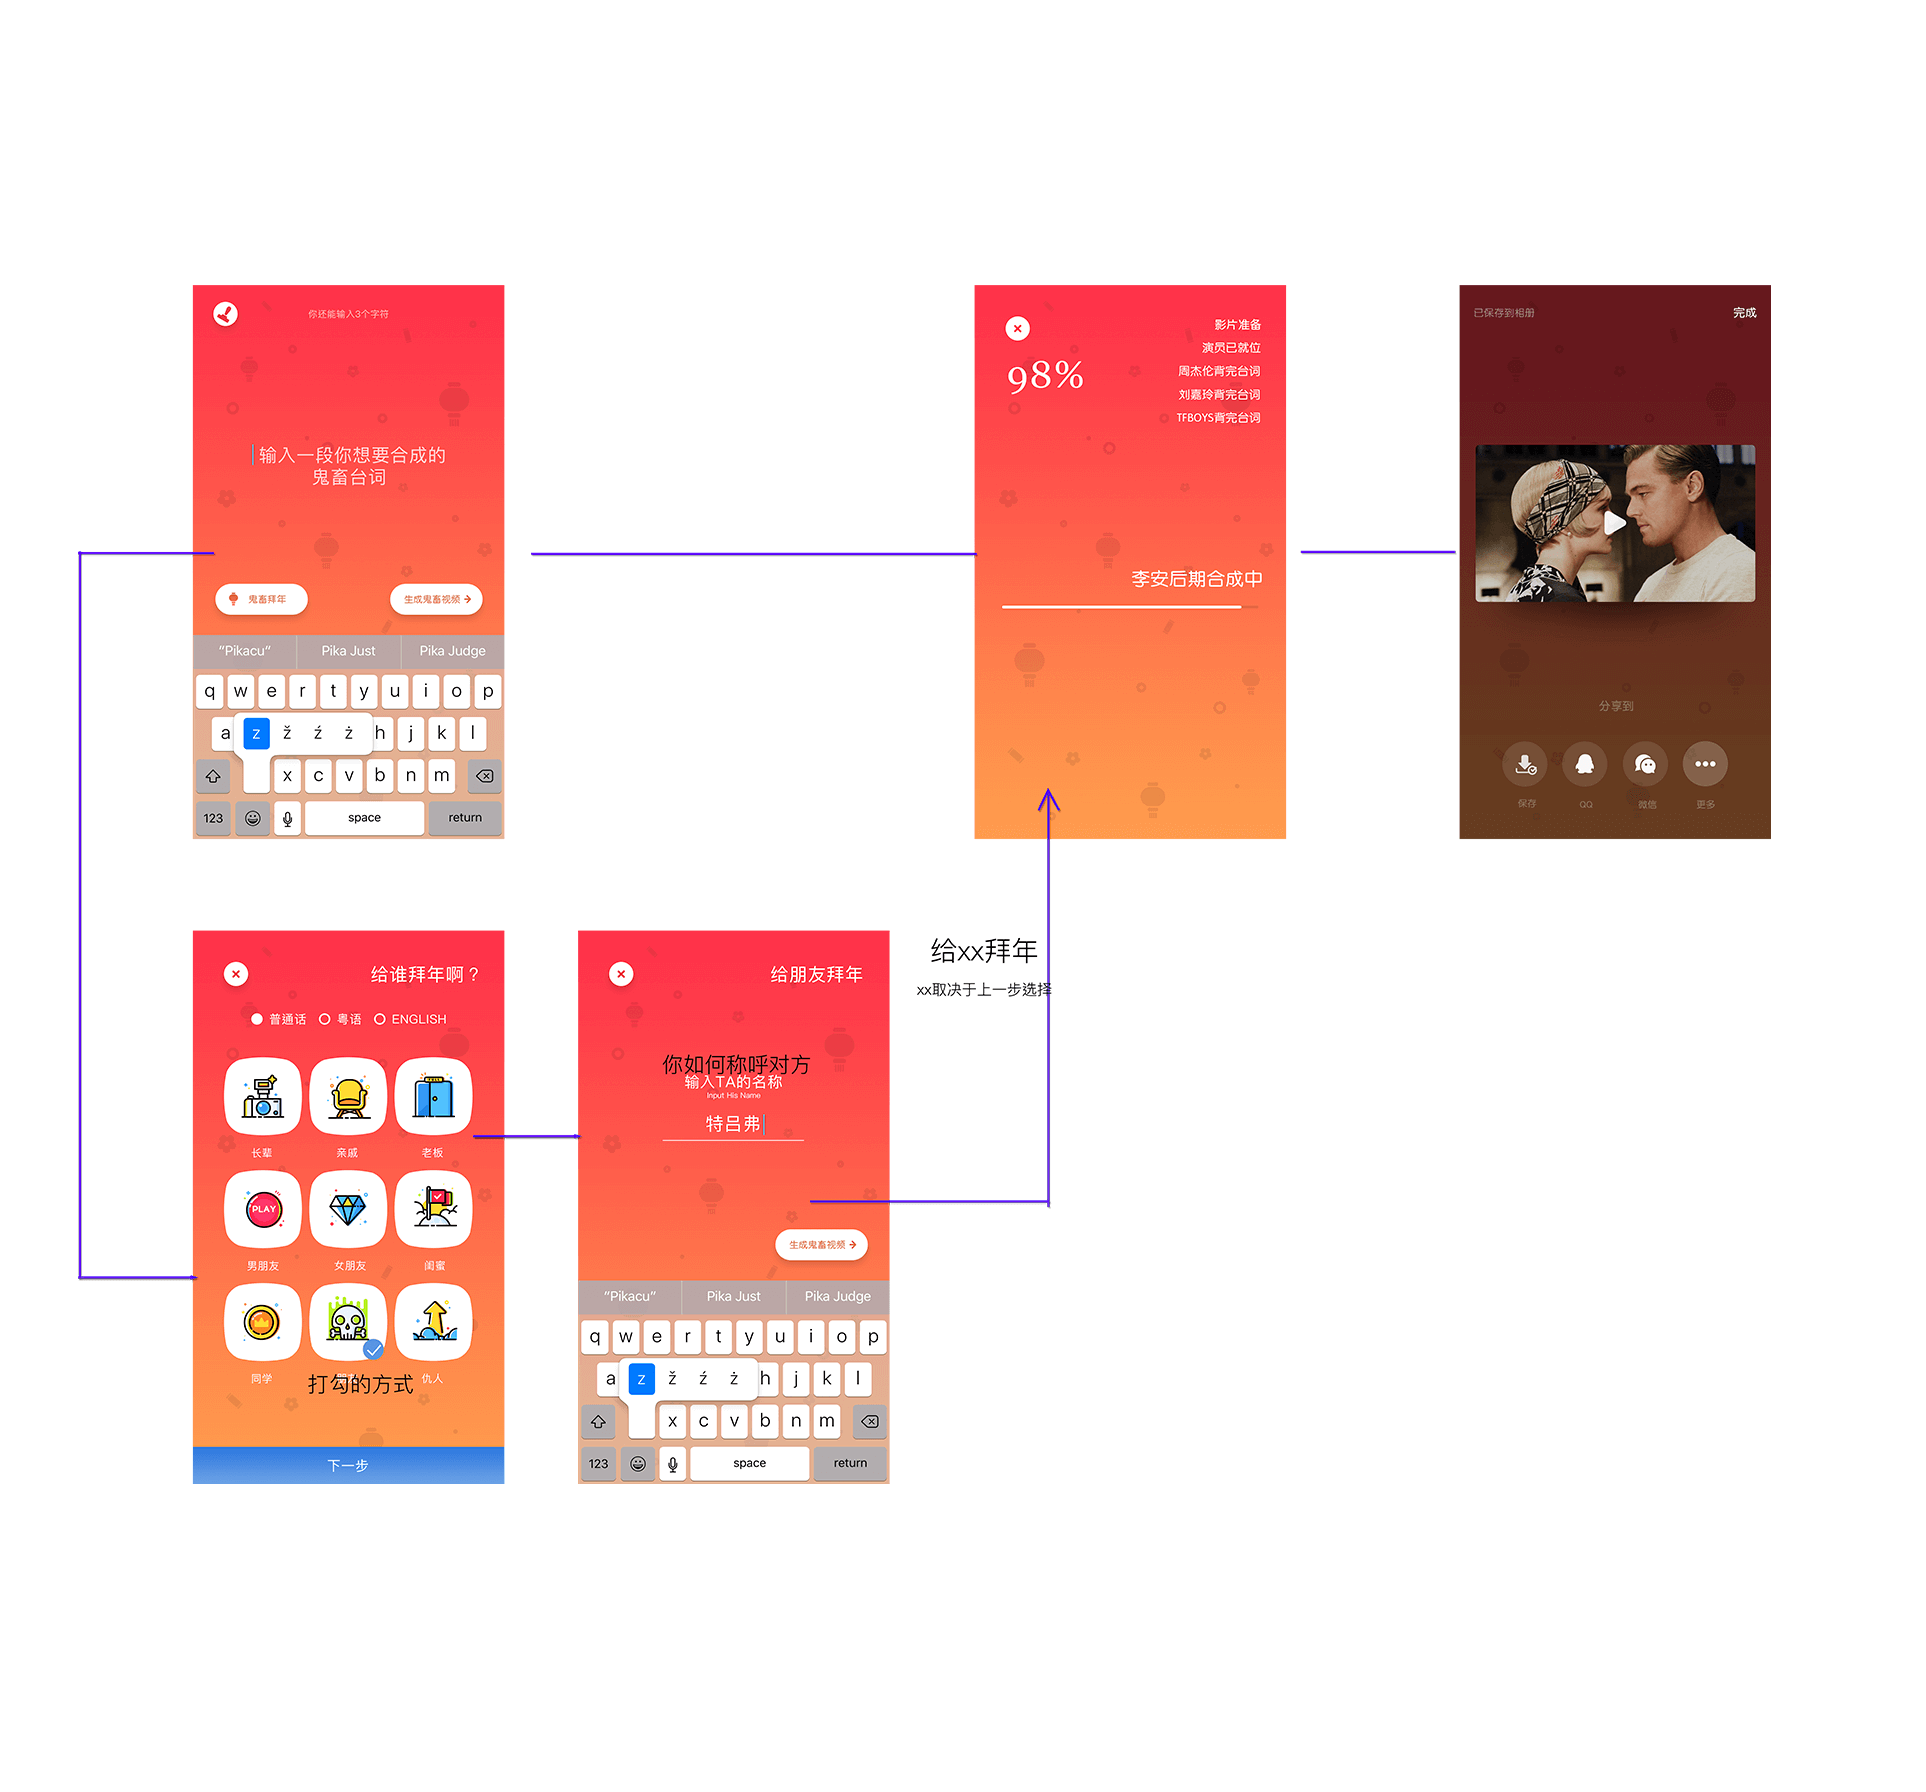 你还能输入3个字符
输入一段你想要合成的
鬼畜台词
鬼畜拜年
生成鬼畜视频
“Pikacu“
Pika Just
Pika Judge
q w e r t y u i o p
a z ž ź ż h j k l
x c v b n m
123
space
return
98%
影片准备
演员已就位
周杰伦背完台词
刘嘉玲背完台词
TFBOYS背完台词
李安后期合成中
已保存到相册
完成
分享到
保存
QQ
微信
更多
给谁拜年啊？
普通话
粤语
ENGLISH
长辈
亲戚
老板
PLAY
男朋友
女朋友
闺蜜
同学
打勾的方式
仇人
下一步
给朋友拜年
你如何称呼对方
输入TA的名称
Input His Name
特吕弗
生成鬼畜视频
“Pikacu“
Pika Just
Pika Judge
q w e r t y u i o p
a z ž ź ż h j k l
x c v b n m
123
space
return
给xx拜年
xx取决于上一步选择